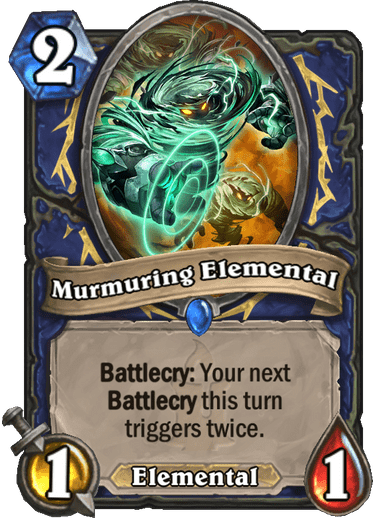 2
Murmuring Elemental
Battlecry: Your next
Battlecry this turn
triggers twice.
1
Elemental
1